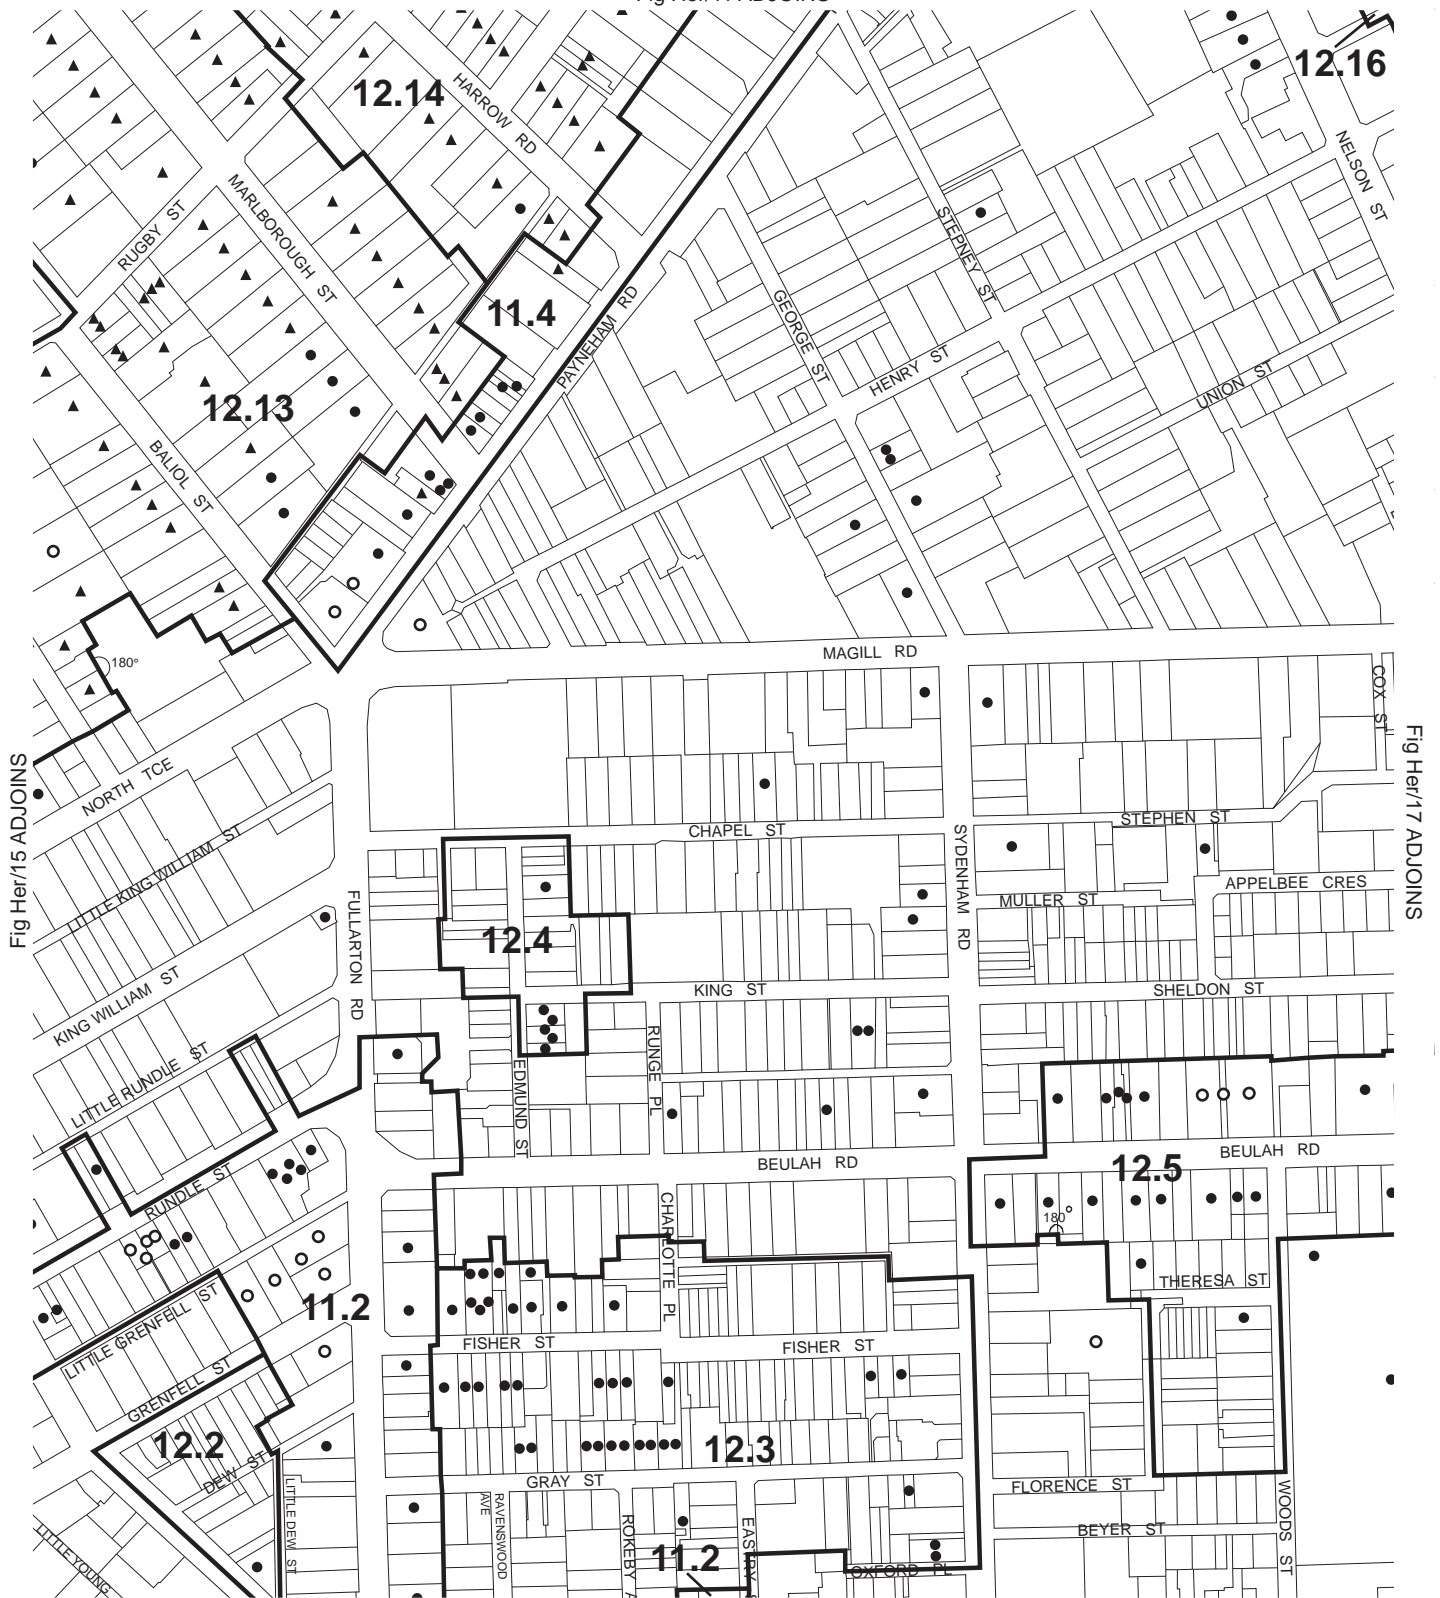 12.16
12.14
HARROW RD
NELSON ST
MARLBOROUGH ST
RUGBY ST
STEPNEY ST
11.4
PAYNEHAM RD
GEORGE ST
HENRY ST
UNION ST
12.13
BALIOL ST
MAGILL RD
180°
COX ST
Fig Her/15 ADJOINS
Fig Her/17 ADJOINS
NORTH TCE
CHAPEL ST
STEPHEN ST
LITTLE KING WILLIAM ST
SYDENHAM RD
APPELBEE CRES
MULLER ST
FULLARTON RD
12.4
KING WILLIAM ST
KING ST
SHELDON ST
LITTLE RUNDLE ST
EDMUND ST
RUNGE PL
BEULAH RD
BEULAH RD
12.5
RUNDLE ST
CHARLOTTE PL
180°
THERESA ST
LITTLE GRENFELL ST
11.2
FISHER ST
FISHER ST
GRENFELL ST
12.2
12.3
DEW ST
GRAY ST
FLORENCE ST
LITTLE DEW ST
RAVENSWOOD
AVE
ROKEBY
EASTRY
WOODS ST
BEYER ST
LITTLE YOUNG
11.2
OXFORD PL